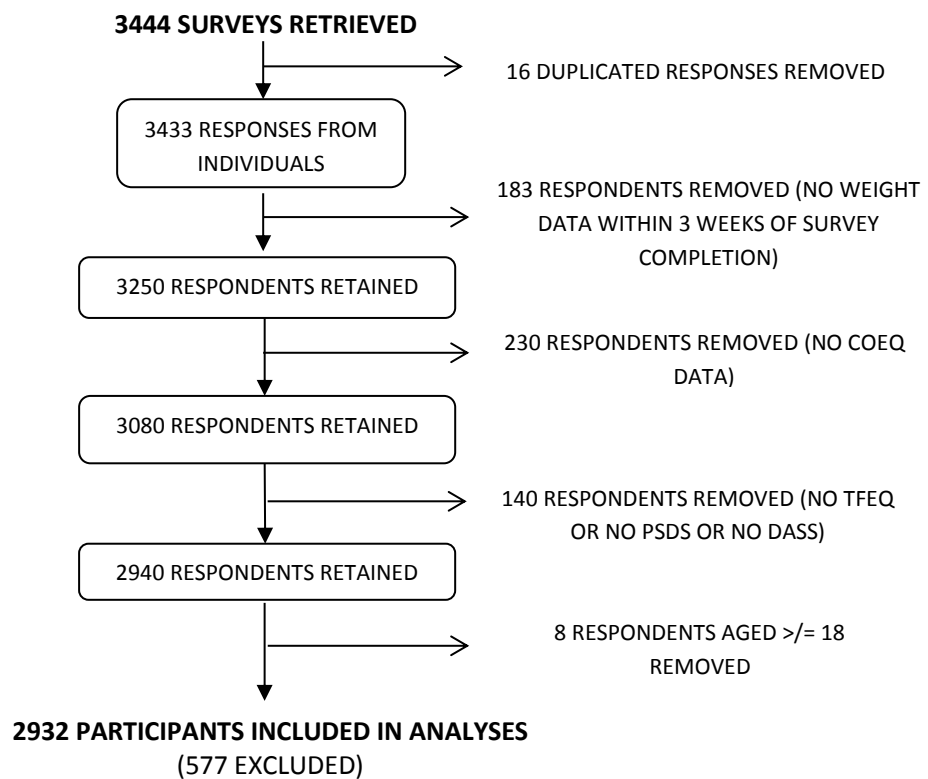 3444 SURVEYS RETRIEVED
16 DUPLICATED RESPONSES REMOVED
3433 RESPONSES FROM
INDIVIDUALS
183 RESPONDENTS REMOVED (NO WEIGHT
DATA WITHIN 3 WEEKS OF SURVEY
COMPLETION)
3250 RESPONDENTS RETAINED
230 RESPONDENTS REMOVED (NO COEQ
DATA)
3080 RESPONDENTS RETAINED
140 RESPONDENTS REMOVED (NO TFEQ
OR NO PSDS OR NO DASS)
2940 RESPONDENTS RETAINED
8 RESPONDENTS AGED >/= 18
REMOVED
2932 PARTICIPANTS INCLUDED IN ANALYSES
(577 EXCLUDED)